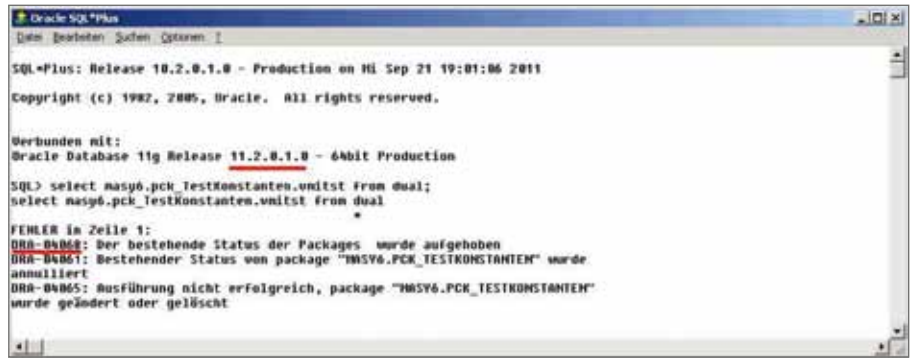 Oracle SQL*Plus
Datei Bearbeiten Suchen Optionen ?
SQL*Plus: Release 10.2.0.1.0 - Production on Mi Sep 21 19:01:06 2011
Copyright (c) 1982, 2005, Oracle. All rights reserved.
Verbunden mit:
Oracle Database 11g Release 11.2.0.1.0 - 64bit Production
SQL> select masy6.pck_TestKonstanten.vmitst from dual;
select masy6.pck_TestKonstanten.vmitst from dual
*
FEHLER in Zeile 1:
ORA-04068: Der bestehende Status der Packages wurde aufgehoben
ORA-04061: Bestehender Status von package "MASY6.PCK_TESTKONSTANTEN" wurde
annulliert
ORA-04065: Ausführung nicht erfolgreich, package "MASY6.PCK_TESTKONSTANTEN"
wurde geändert oder gelöscht